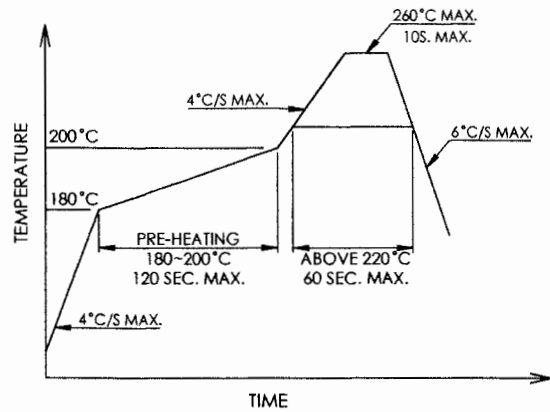 260°C MAX.
10S. MAX.
4°C/S MAX.
6°C/S MAX.
200°C
180°C
TEMPERATURE
PRE-HEATING
180~200°C
120 SEC. MAX.
ABOVE 220°C
60 SEC. MAX.
4°C/S MAX.
TIME